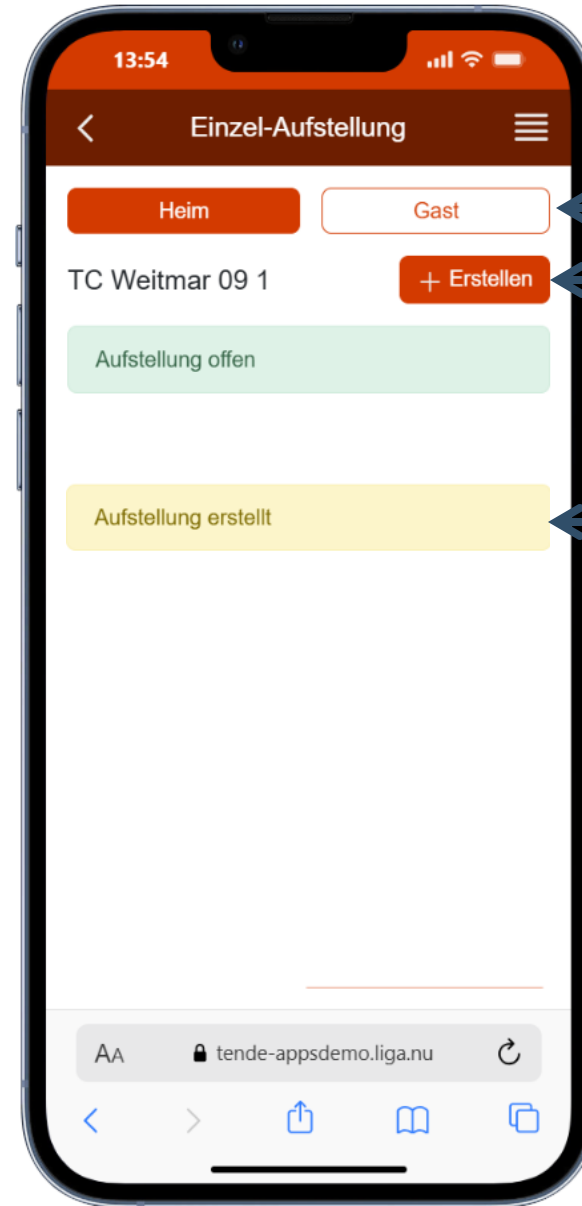 13:54
Einzel-Aufstellung
Heim Gast
TC Weitmar 09 1 + Erstellen
Aufstellung offen
Aufstellung erstellt
AA tende-appsdemo.liga.nu